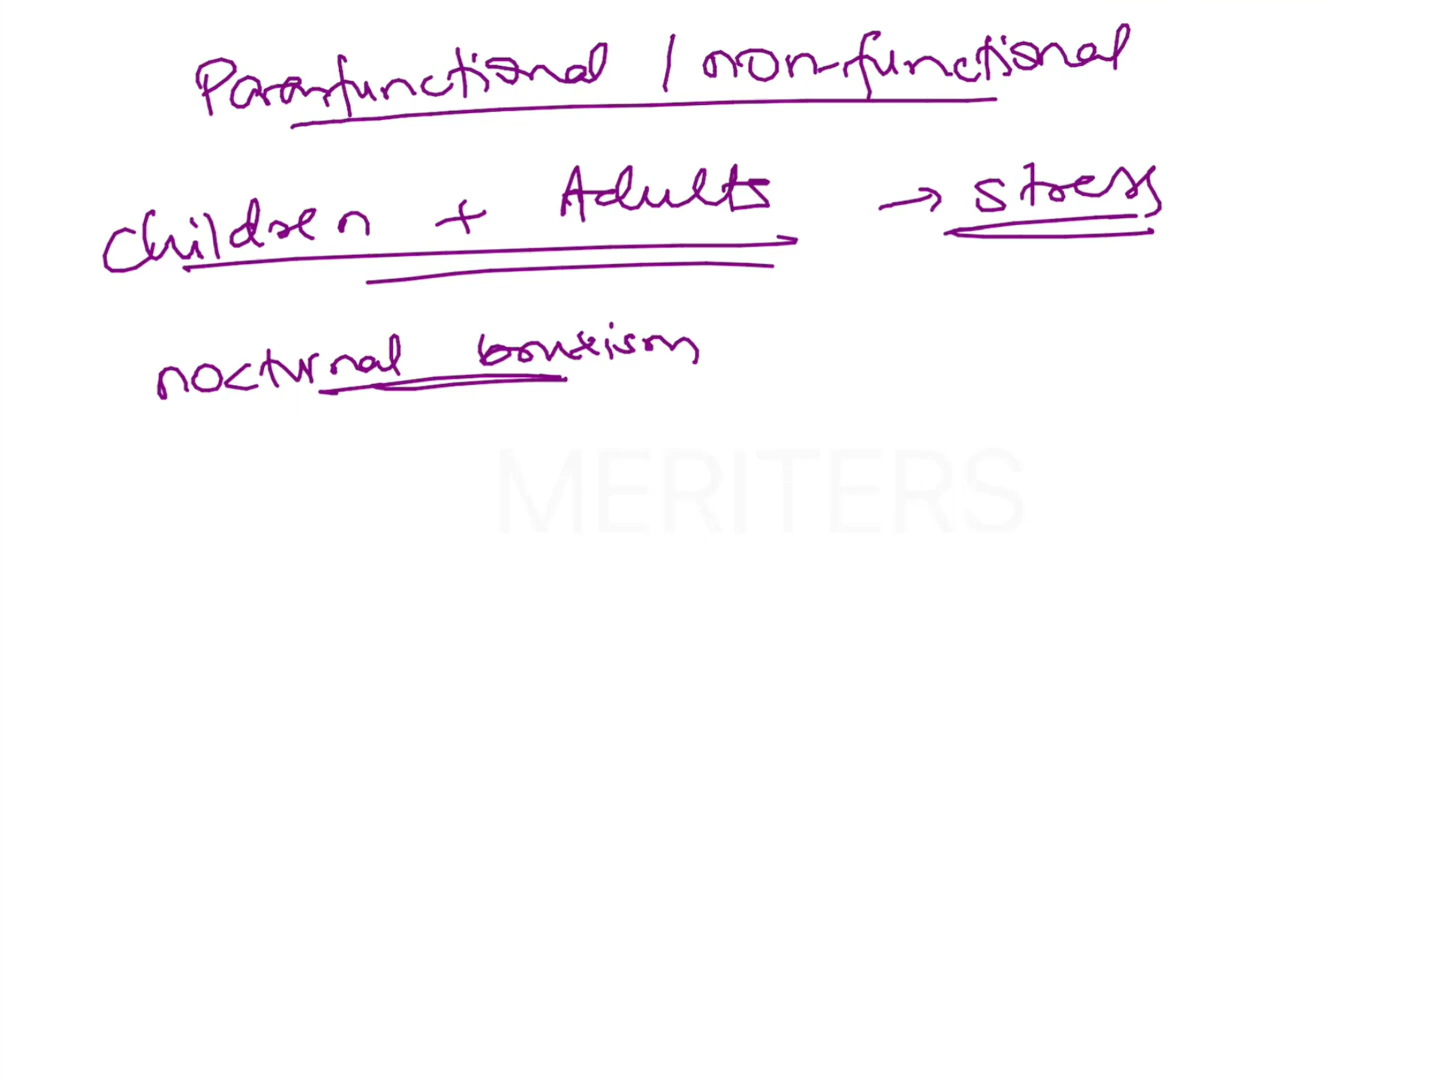 Parafunctional / non-functional
Children + Adults → stress
nocturnal bruxism
MERITERS